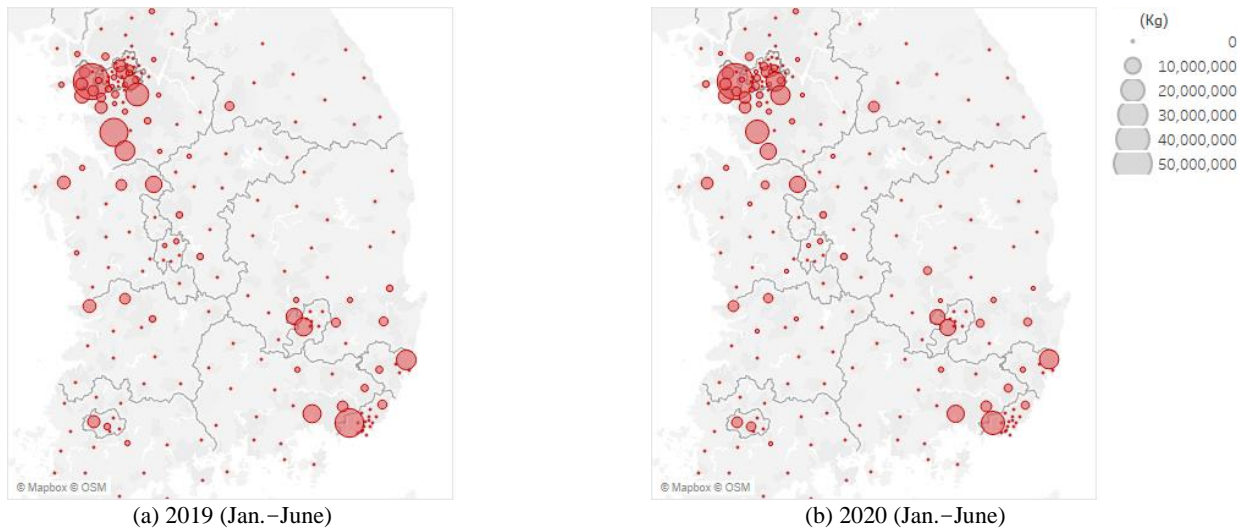 (Kg)
0
10,000,000
20,000,000
30,000,000
40,000,000
50,000,000
© Mapbox © OSM
© Mapbox © OSM
(a) 2019 (Jan.−June)
(b) 2020 (Jan.−June)